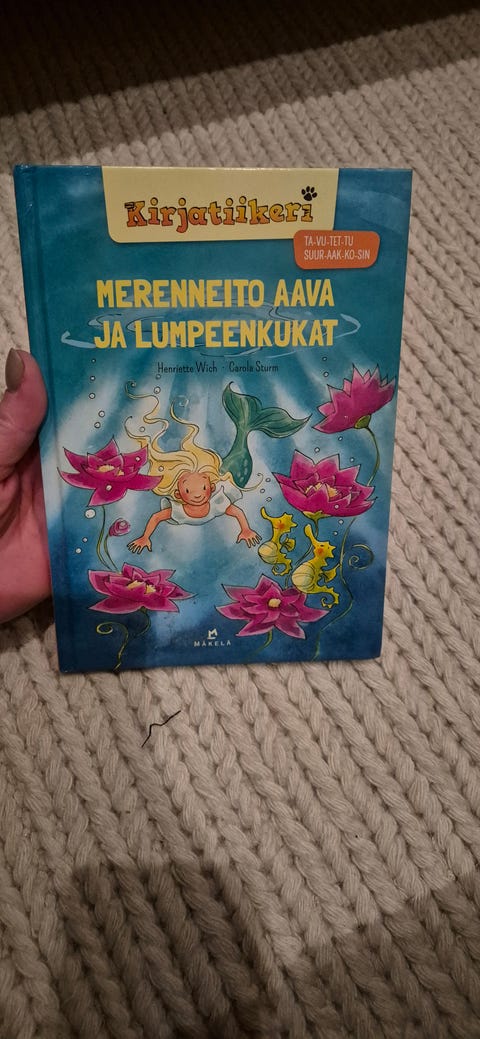 Kirjatiikeri
TA-VU-TET-TU
SUUR-AAK-KO-SIN
MERENNEITO AAVA
JA LUMPEENKUKAT
Henriette Wich · Carola Sturm
MÄKELÄ